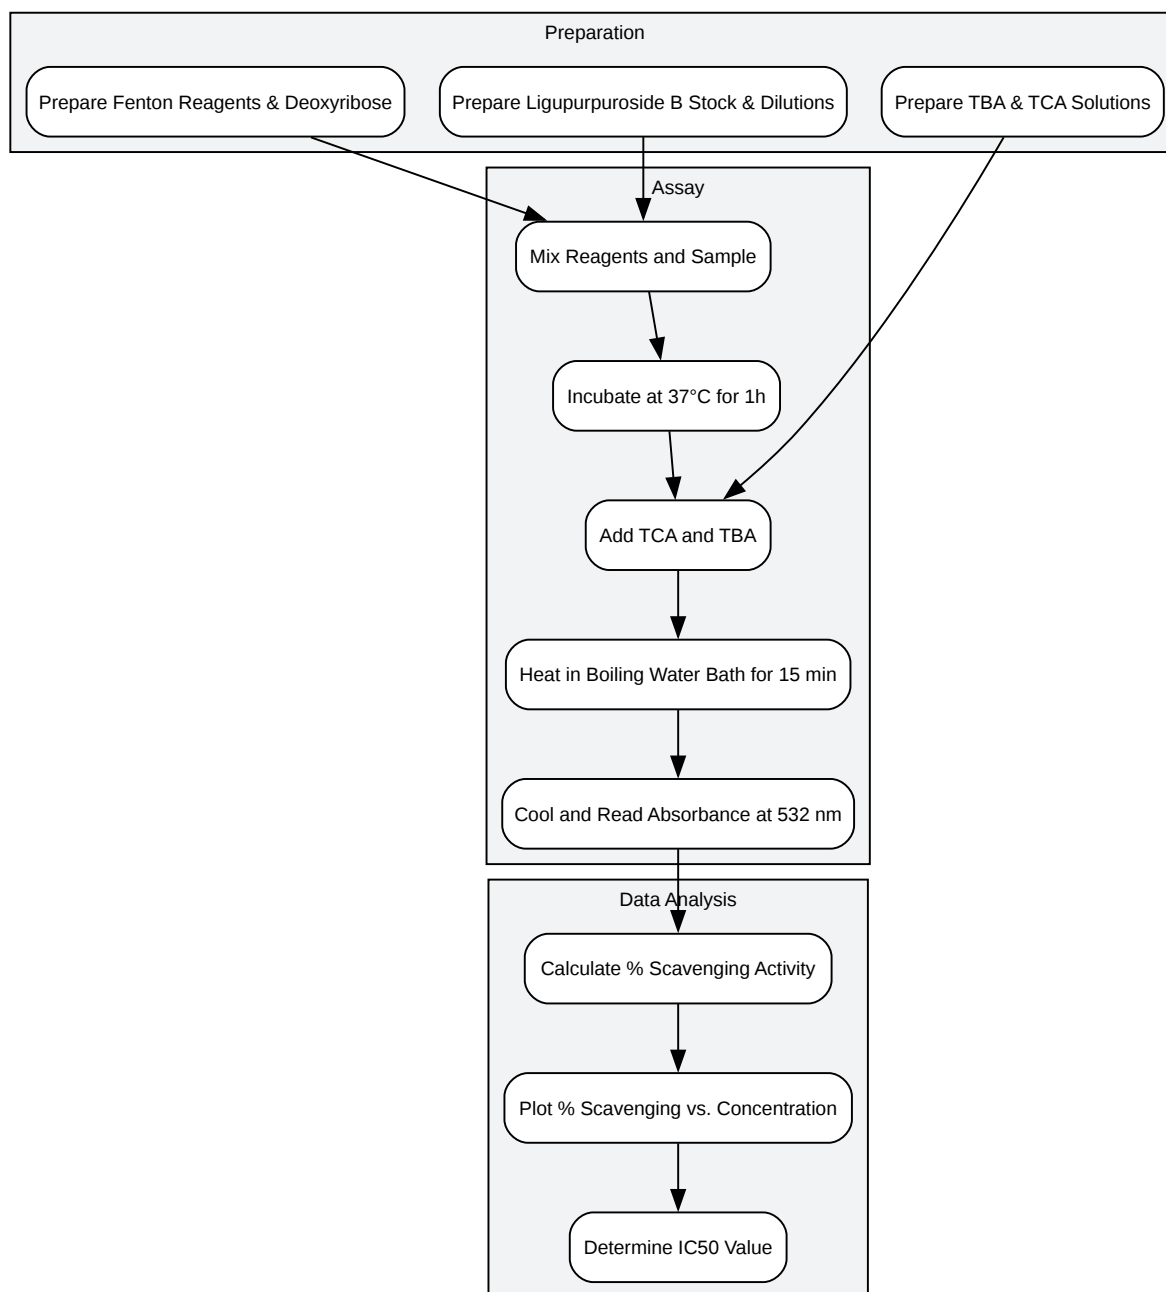 Preparation
Prepare Fenton Reagents & Deoxyribose
Prepare Ligupurpuroside B Stock & Dilutions
Prepare TBA & TCA Solutions
Assay
Mix Reagents and Sample
Incubate at 37°C for 1h
Add TCA and TBA
Heat in Boiling Water Bath for 15 min
Cool and Read Absorbance at 532 nm
Data Analysis
Calculate % Scavenging Activity
Plot % Scavenging vs. Concentration
Determine IC50 Value